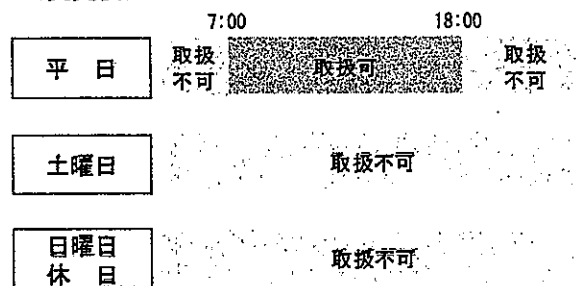 7:00 18:00
平 日
取扱
不可
取扱可
取扱
不可
土曜日
取扱不可
日曜日
休 日
取扱不可